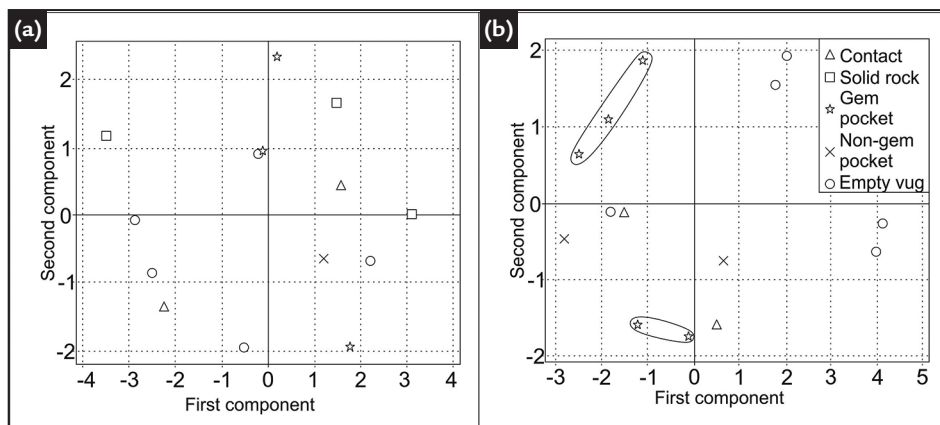 (a)
Second component
2
1
0
-1
-2
-4 -3 -2 -1 0 1 2 3 4
First component
(b)
Second component
2
1
0
-1
-2
-3 -2 -1 0 1 2 3 4 5
First component
Contact
Solid rock
Gem
pocket
Non-gem
pocket
Empty vug